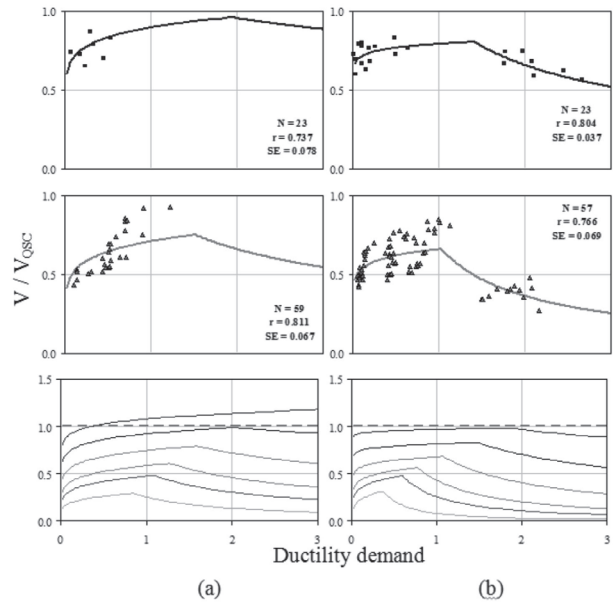 1.0
0.5
0.0
N = 23
r = 0.737
SE = 0.078
1.0
0.5
0.0
N = 23
r = 0.804
SE = 0.037
V / VQSC
1.0
0.5
0.0
N = 59
r = 0.811
SE = 0.067
1.0
0.5
0.0
N = 57
r = 0.766
SE = 0.069
1.5
1.0
0.5
0.0
0 1 2 3
1.5
1.0
0.5
0.0
0 1 2 3
Ductility demand
(a) (b)